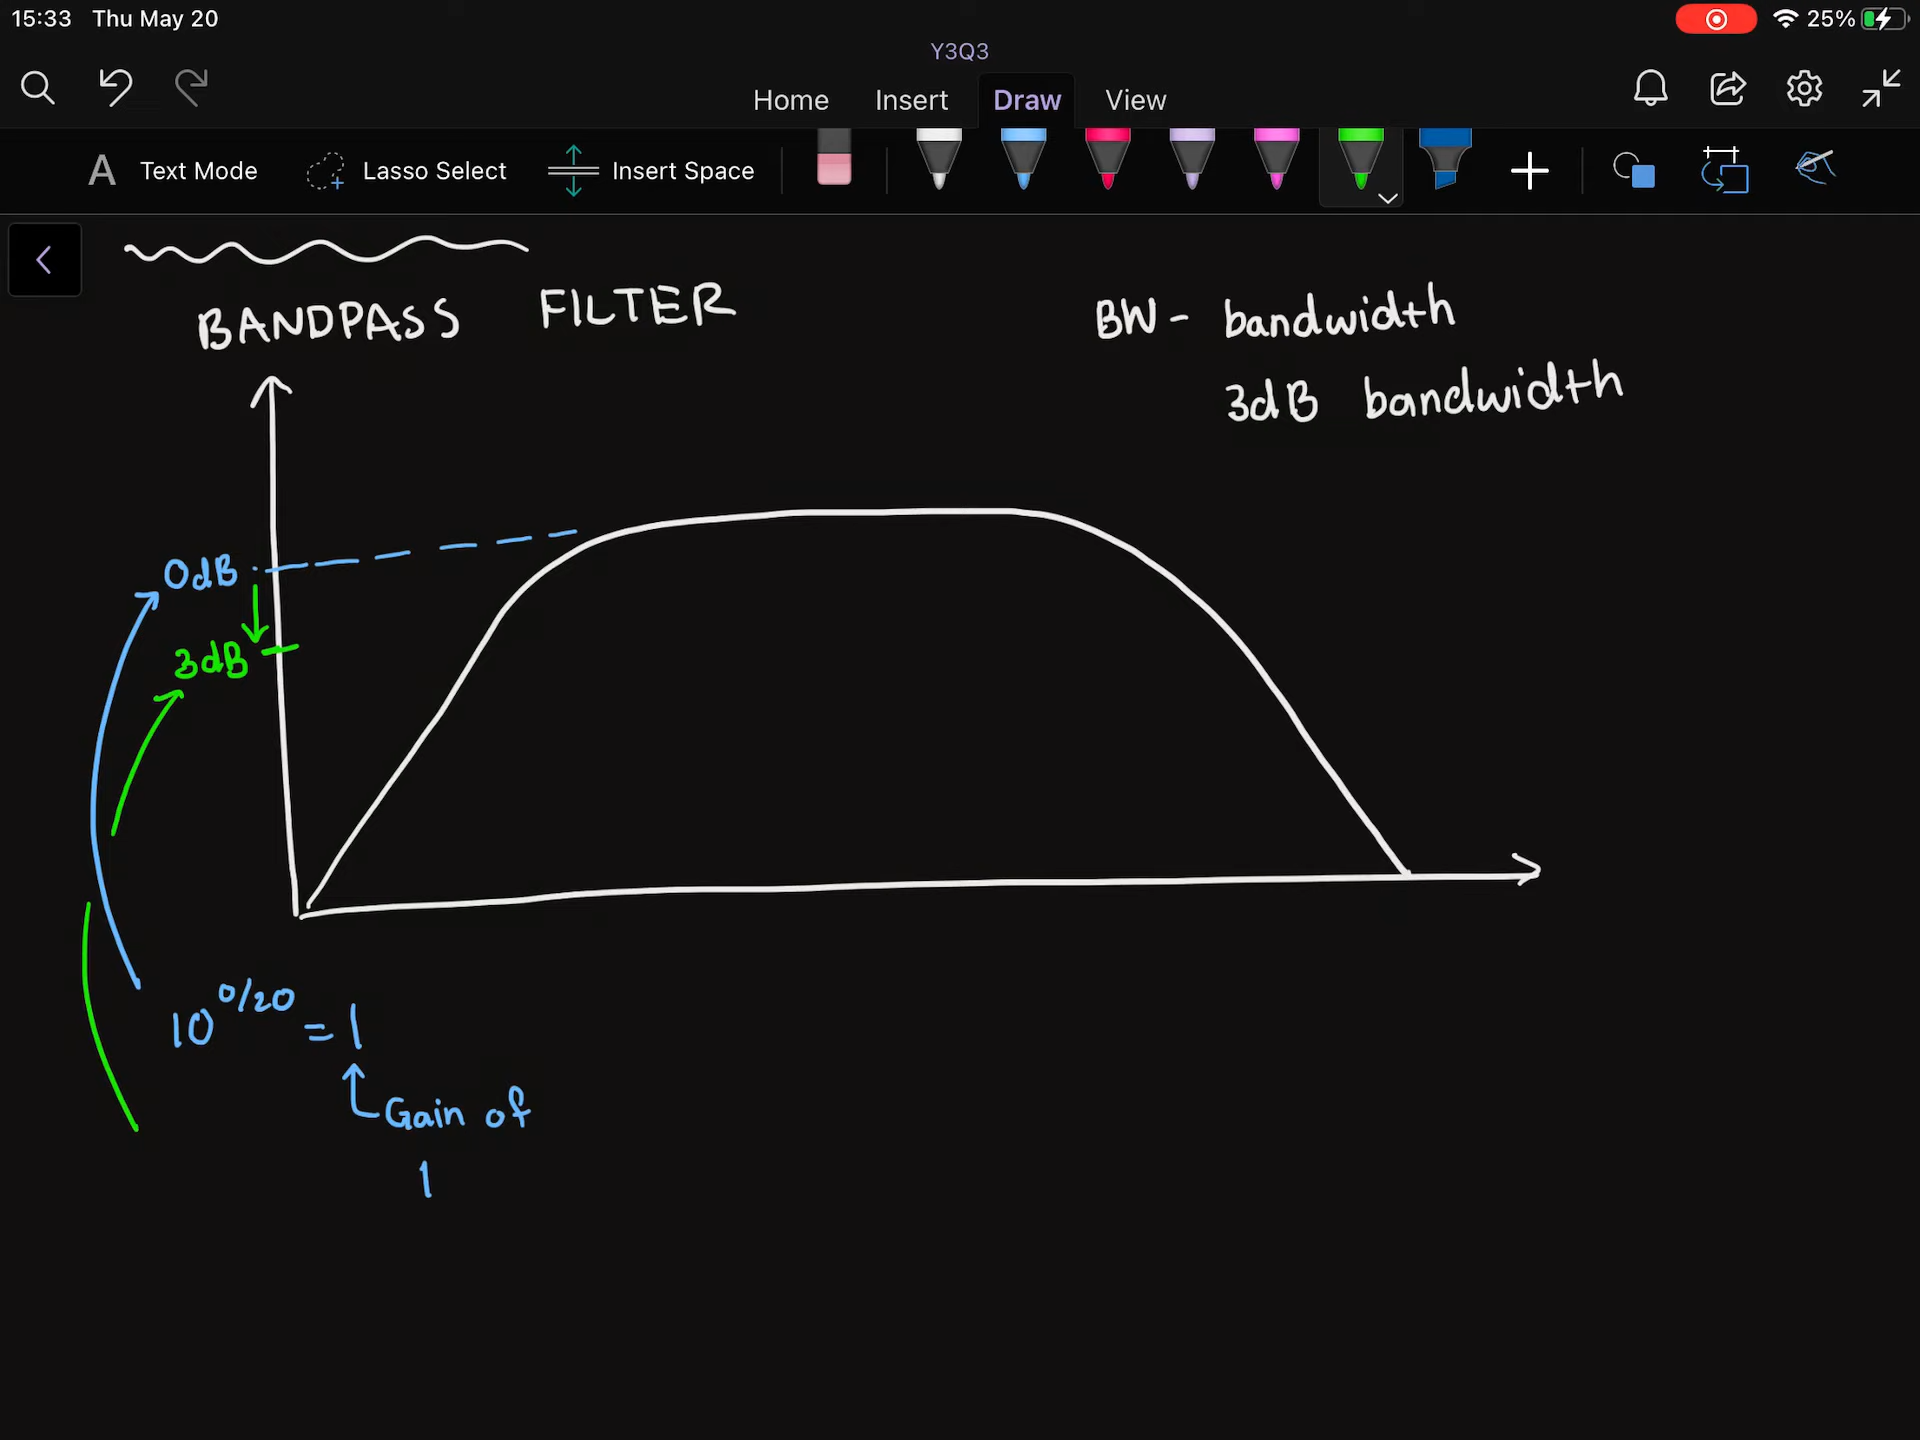 15:33 Thu May 20 25%
Y3Q3
Home Insert Draw View
A Text Mode Lasso Select Insert Space
BANDPASS FILTER
BW - bandwidth
3dB bandwidth
0dB
3dB
10^0/20 = 1
Gain of
1